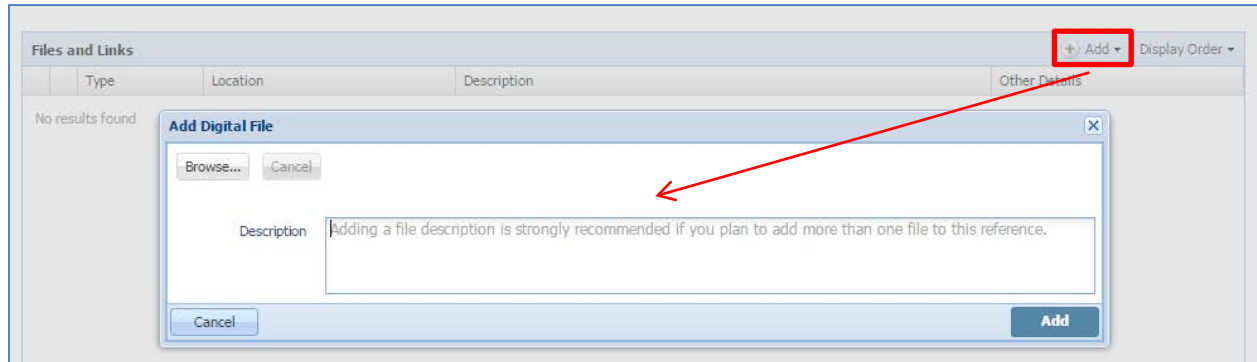 Files and Links + Add Display Order
Type Location Description Other Details
No results found
Add Digital File
Browse... Cancel
Description Adding a file description is strongly recommended if you plan to add more than one file to this reference.
Cancel Add